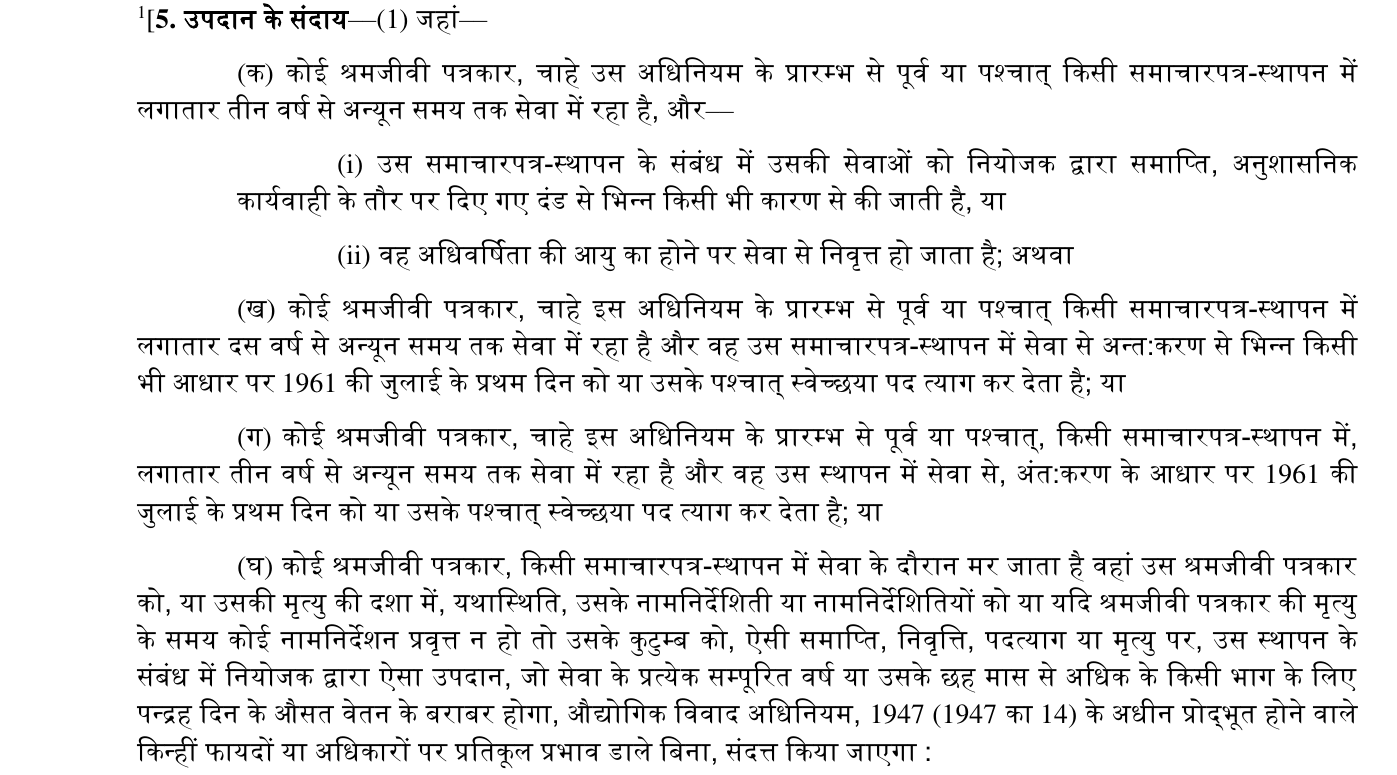 ¹[5. उपदान के संदाय—(1) जहां—
(क) कोई श्रमजीवी पत्रकार, चाहे उस अधिनियम के प्रारम्भ से पूर्व या पश्चात् किसी समाचारपत्र-स्थापन में
लगातार तीन वर्ष से अन्यून समय तक सेवा में रहा है, और—
(i) उस समाचारपत्र-स्थापन के संबंध में उसकी सेवाओं को नियोजक द्वारा समाप्ति, अनुशासनिक
कार्यवाही के तौर पर दिए गए दंड से भिन्न किसी भी कारण से की जाती है, या
(ii) वह अधिवर्षिता की आयु का होने पर सेवा से निवृत्त हो जाता है; अथवा
(ख) कोई श्रमजीवी पत्रकार, चाहे इस अधिनियम के प्रारम्भ से पूर्व या पश्चात् किसी समाचारपत्र-स्थापन में
लगातार दस वर्ष से अन्यून समय तक सेवा में रहा है और वह उस समाचारपत्र-स्थापन में सेवा से अन्त:करण से भिन्न किसी
भी आधार पर 1961 की जुलाई के प्रथम दिन को या उसके पश्चात् स्वेच्छया पद त्याग कर देता है; या
(ग) कोई श्रमजीवी पत्रकार, चाहे इस अधिनियम के प्रारम्भ से पूर्व या पश्चात्, किसी समाचारपत्र-स्थापन में,
लगातार तीन वर्ष से अन्यून समय तक सेवा में रहा है और वह उस स्थापन में सेवा से, अंत:करण के आधार पर 1961 की
जुलाई के प्रथम दिन को या उसके पश्चात् स्वेच्छया पद त्याग कर देता है; या
(घ) कोई श्रमजीवी पत्रकार, किसी समाचारपत्र-स्थापन में सेवा के दौरान मर जाता है वहां उस श्रमजीवी पत्रकार
को, या उसकी मृत्यु की दशा में, यथास्थिति, उसके नामनिर्देशिती या नामनिर्देशितियों को या यदि श्रमजीवी पत्रकार की मृत्यु
के समय कोई नामनिर्देशन प्रवृत्त न हो तो उसके कुटुम्ब को, ऐसी समाप्ति, निवृत्ति, पदत्याग या मृत्यु पर, उस स्थापन के
संबंध में नियोजक द्वारा ऐसा उपदान, जो सेवा के प्रत्येक सम्पूरित वर्ष या उसके छह मास से अधिक के किसी भाग के लिए
पन्द्रह दिन के औसत वेतन के बराबर होगा, औद्योगिक विवाद अधिनियम, 1947 (1947 का 14) के अधीन प्रोद्‌भूत होने वाले
किन्हीं फायदों या अधिकारों पर प्रतिकूल प्रभाव डाले बिना, संदत्त किया जाएगा :